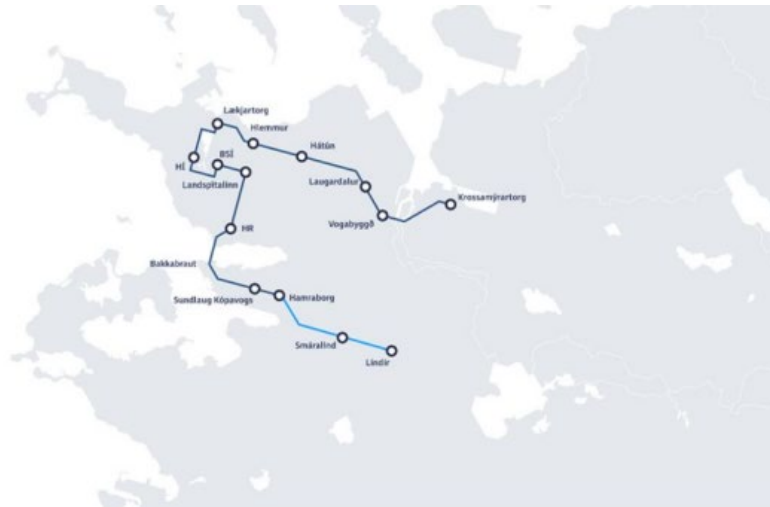 Lækjartorg
Hlemmur
Hátún
BSÍ
HÍ
Landspítalinn
Laugardalur
Krossamýrartorg
Vogabyggð
HR
Bakkabraut
Sundlaug Kópavogs
Hamraborg
Smáralind
Lindir